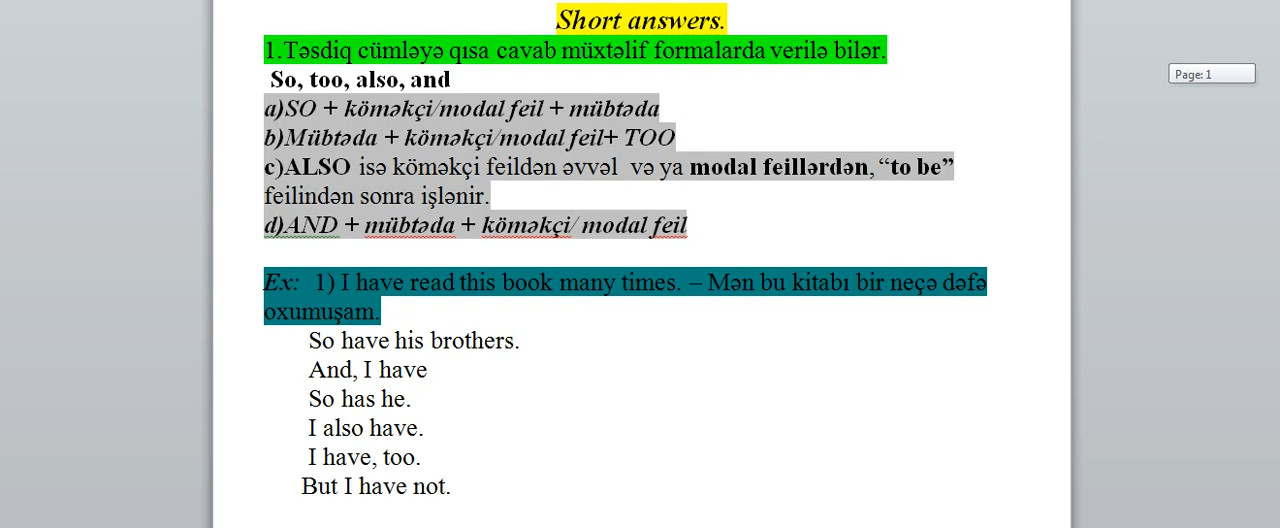 Short answers.
1.Təsdiq cümləyə qısa cavab müxtəlif formalarda verilə bilər.
Page: 1
So, too, also, and
a)SO + köməkçi/modal feil + mübtəda
b)Mübtəda + köməkçi/modal feil+ TOO
c)ALSO isə köməkçi feildən əvvəl və ya modal feillərdən, “to be”
feilindən sonra işlənir.
d)AND + mübtəda + köməkçi/ modal feil
Ex: 1) I have read this book many times. – Mən bu kitabı bir neçə dəfə
oxumuşam.
So have his brothers.
And, I have
So has he.
I also have.
I have, too.
But I have not.